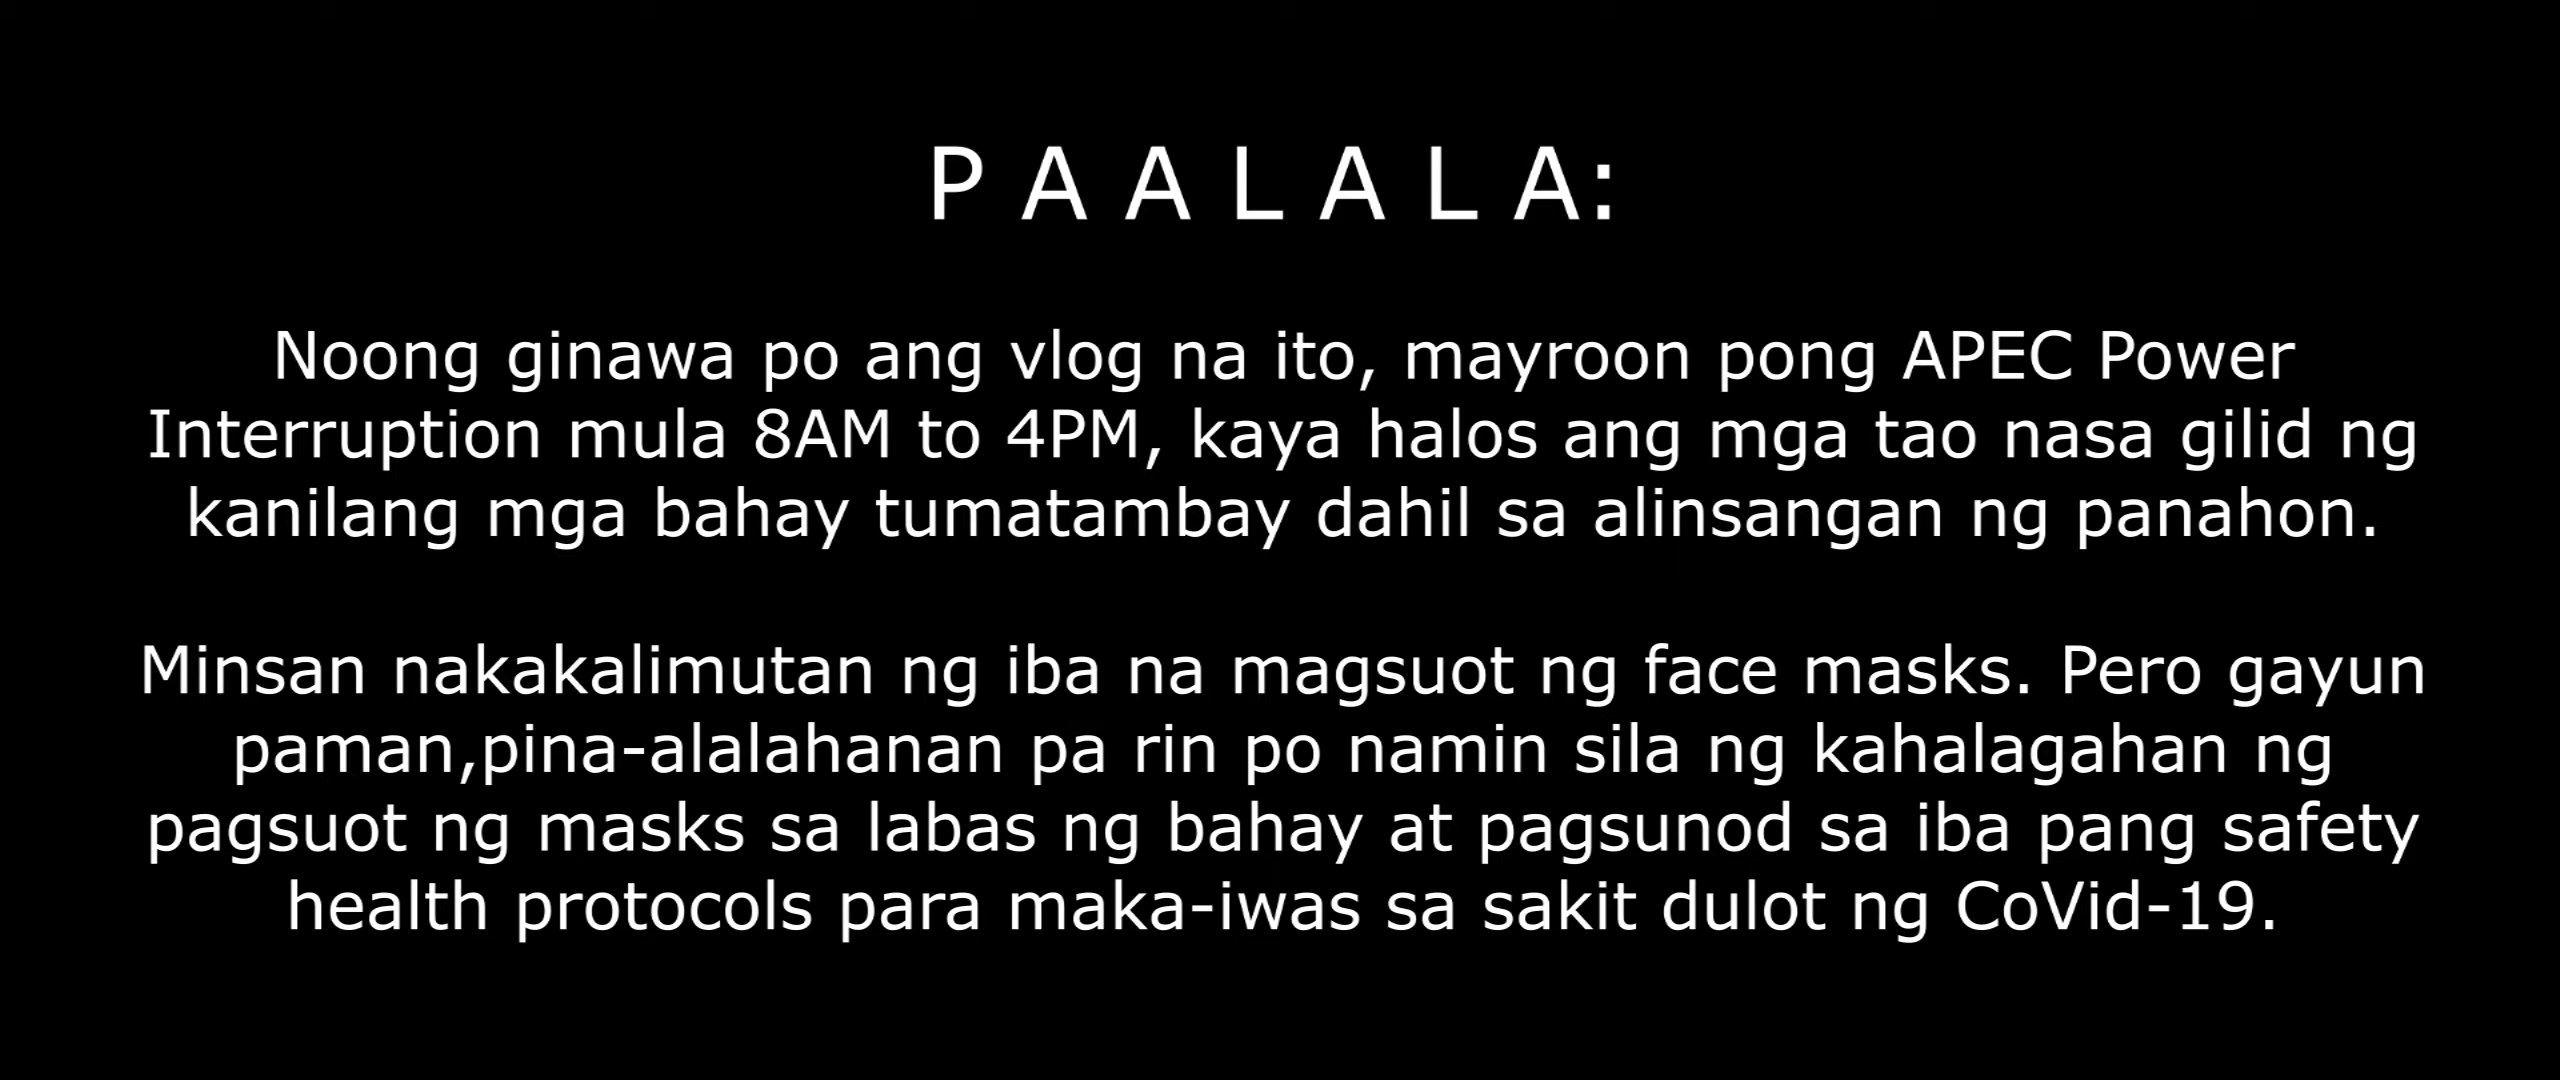 P A A L A L A:
Noong ginawa po ang vlog na ito, mayroon pong APEC Power
Interruption mula 8AM to 4PM, kaya halos ang mga tao nasa gilid ng
kanilang mga bahay tumatambay dahil sa alinsangan ng panahon.
Minsan nakakalimutan ng iba na magsuot ng face masks. Pero gayun
paman,pina-alalahanan pa rin po namin sila ng kahalagahan ng
pagsuot ng masks sa labas ng bahay at pagsunod sa iba pang safety
health protocols para maka-iwas sa sakit dulot ng CoVid-19.